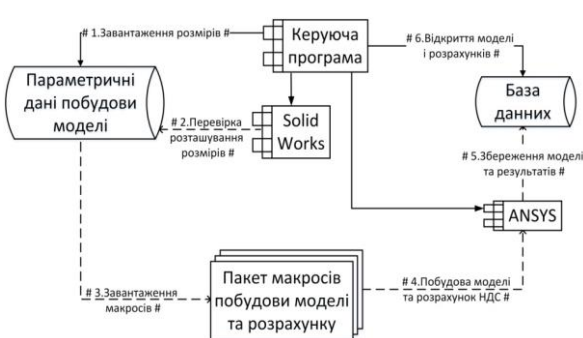 # 1.Завантаження розмірів #
Керуюча
програма
# 6.Відкриття моделі
і розрахунків #
Параметричні
дані побудови
моделі
# 2.Перевірка
розташування
розмірів #
Solid
Works
База
данних
# 5.Збереження моделі
та результатів #
ANSYS
# 3.Завантаження
макросів #
Пакет макросів
побудови моделі
та розрахунку
# 4.Побудова моделі
та розрахунок НДС #